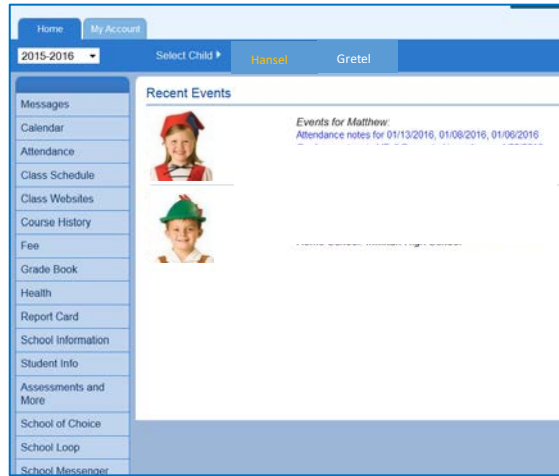 Home My Account
2015-2016 Select Child Hansel Gretel
Recent Events
Messages
Calendar
Attendance
Class Schedule
Class Websites
Course History
Fee
Grade Book
Health
Report Card
School Information
Student Info
Assessments and
More
School of Choice
School Loop
School Messenger
Events for Matthew:
Attendance notes for 01/13/2016, 01/08/2016, 01/06/2016